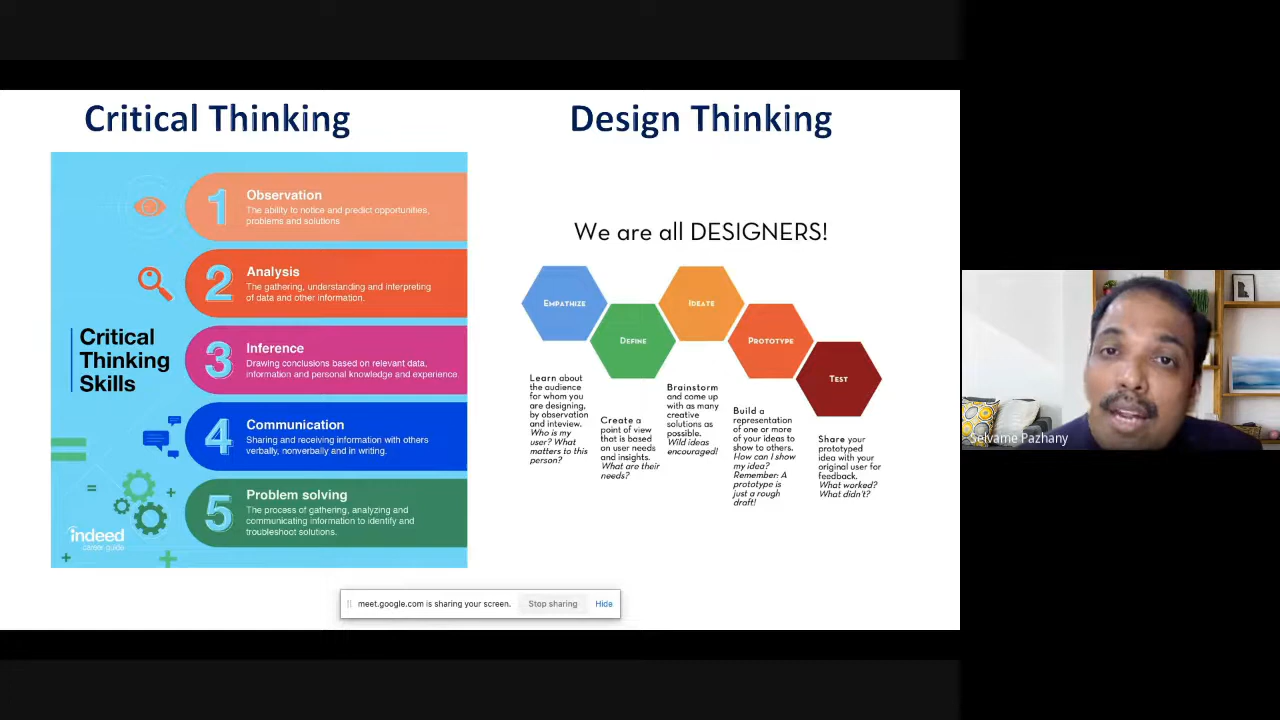 Critical Thinking
Critical
Thinking
Skills
1
Observation
The ability to notice and predict opportunities,
problems and solutions
2
Analysis
The gathering, understanding and interpreting
of data and other information.
3
Inference
Drawing conclusions based on relevant data,
information and personal knowledge and experience.
4
Communication
Sharing and receiving information with others
verbally, nonverbally and in writing.
5
Problem solving
The process of gathering, analyzing and
communicating information to identify and
troubleshoot solutions.
indeed
career guide
Design Thinking
We are all DESIGNERS!
EMPATHIZE
Learn about
the audience
for whom you
are designing,
by observation
and inteview.
Who is my
user? What
matters to this
person?
DEFINE
Create a
point of view
that is based
on user needs
and insights.
What are their
needs?
IDEATE
Brainstorm
and come up
with as many
creative
solutions as
possible.
Wild ideas
encouraged!
PROTOTYPE
Build a
representation
of one or more
of your ideas to
show to others.
How can I show
my idea?
Remember: A
prototype is
just a rough
draft!
TEST
Share your
prototyped
idea with your
original user for
feedback.
What worked?
What didn't?
meet.google.com is sharing your screen.
Stop sharing
Hide
Selvame Pazhany